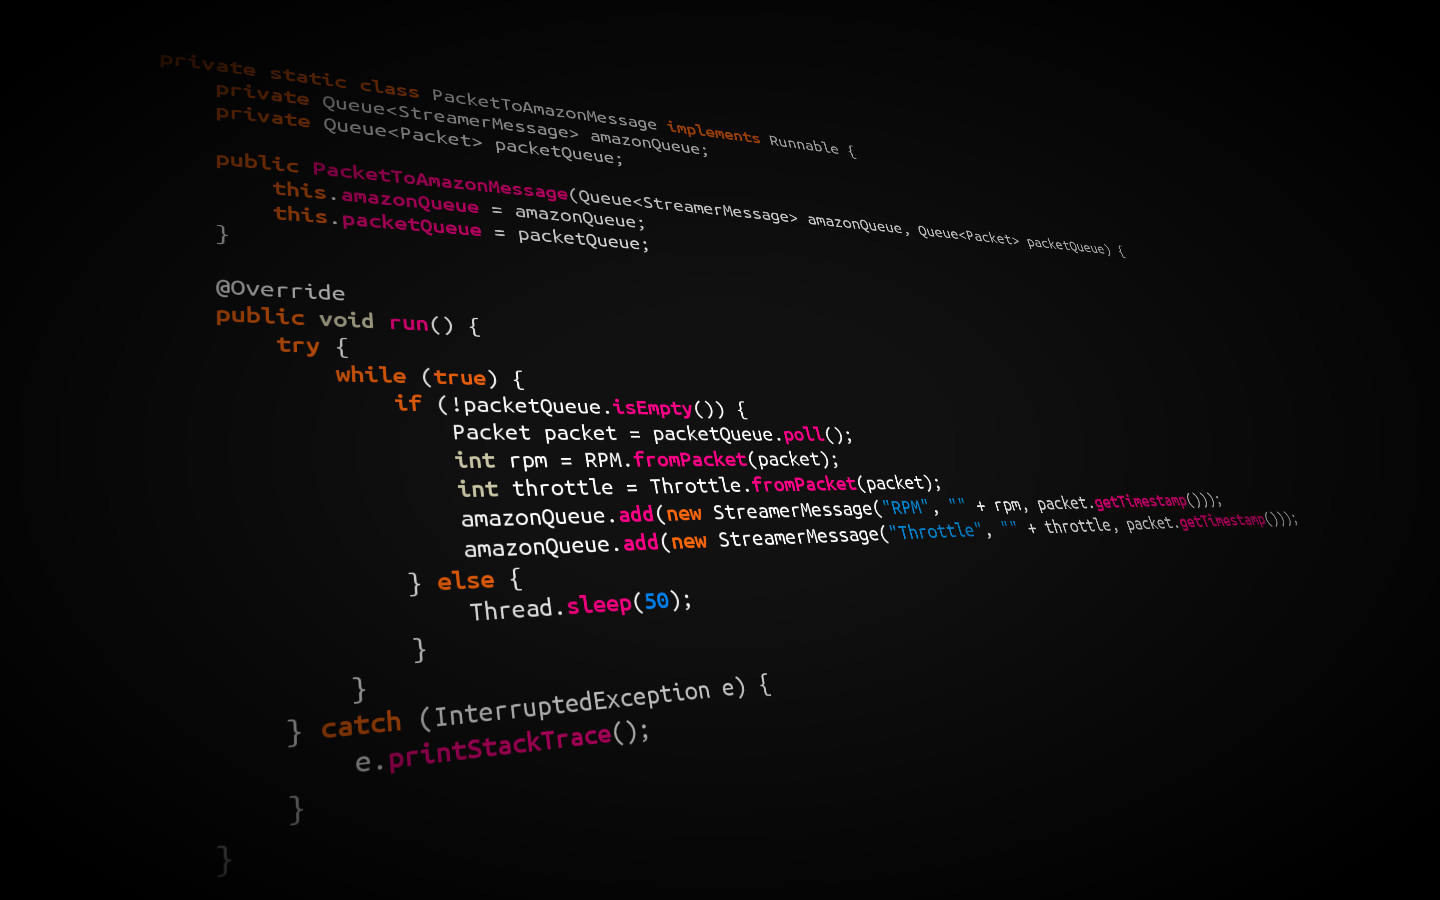 private static class PacketToAmazonMessage implements Runnable {
private Queue<StreamerMessage> amazonQueue;
private Queue<Packet> packetQueue;
public PacketToAmazonMessage(Queue<StreamerMessage> amazonQueue, Queue<Packet> packetQueue) {
this.amazonQueue = amazonQueue;
this.packetQueue = packetQueue;
}
@Override
public void run() {
try {
while (true) {
if (!packetQueue.isEmpty()) {
Packet packet = packetQueue.poll();
int rpm = RPM.fromPacket(packet);
int throttle = Throttle.fromPacket(packet);
amazonQueue.add(new StreamerMessage("RPM", "" + rpm, packet.getTimestamp()));
amazonQueue.add(new StreamerMessage("Throttle", "" + throttle, packet.getTimestamp()));
} else {
Thread.sleep(50);
}
}
} catch (InterruptedException e) {
e.printStackTrace();
}
}